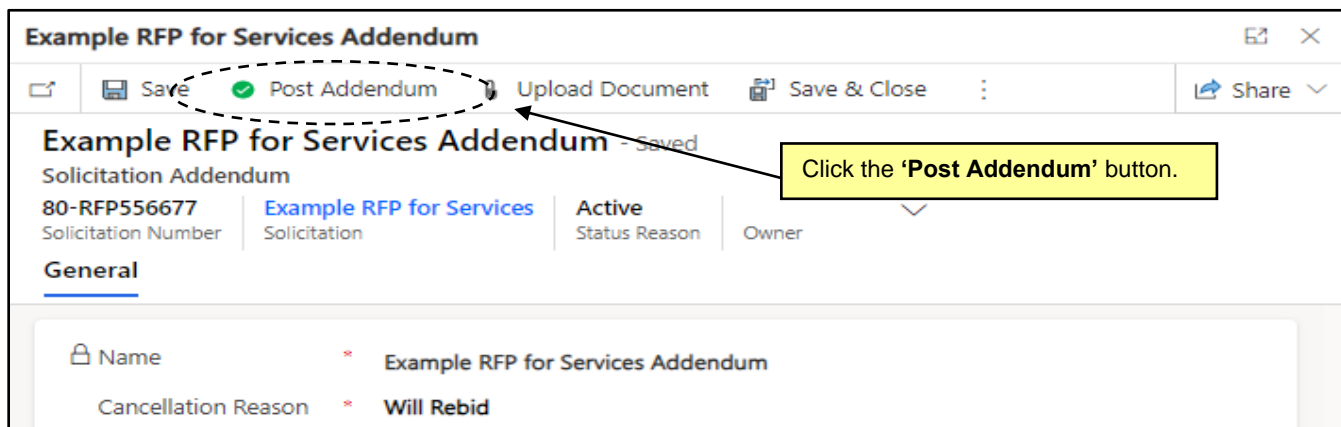 Example RFP for Services Addendum
Save Post Addendum Upload Document Save & Close Share
Example RFP for Services Addendum - Saved
Click the 'Post Addendum' button.
Solicitation Addendum
80-RFP556677 Example RFP for Services Active
Solicitation Number Solicitation Status Reason Owner
General
Name * Example RFP for Services Addendum
Cancellation Reason * Will Rebid